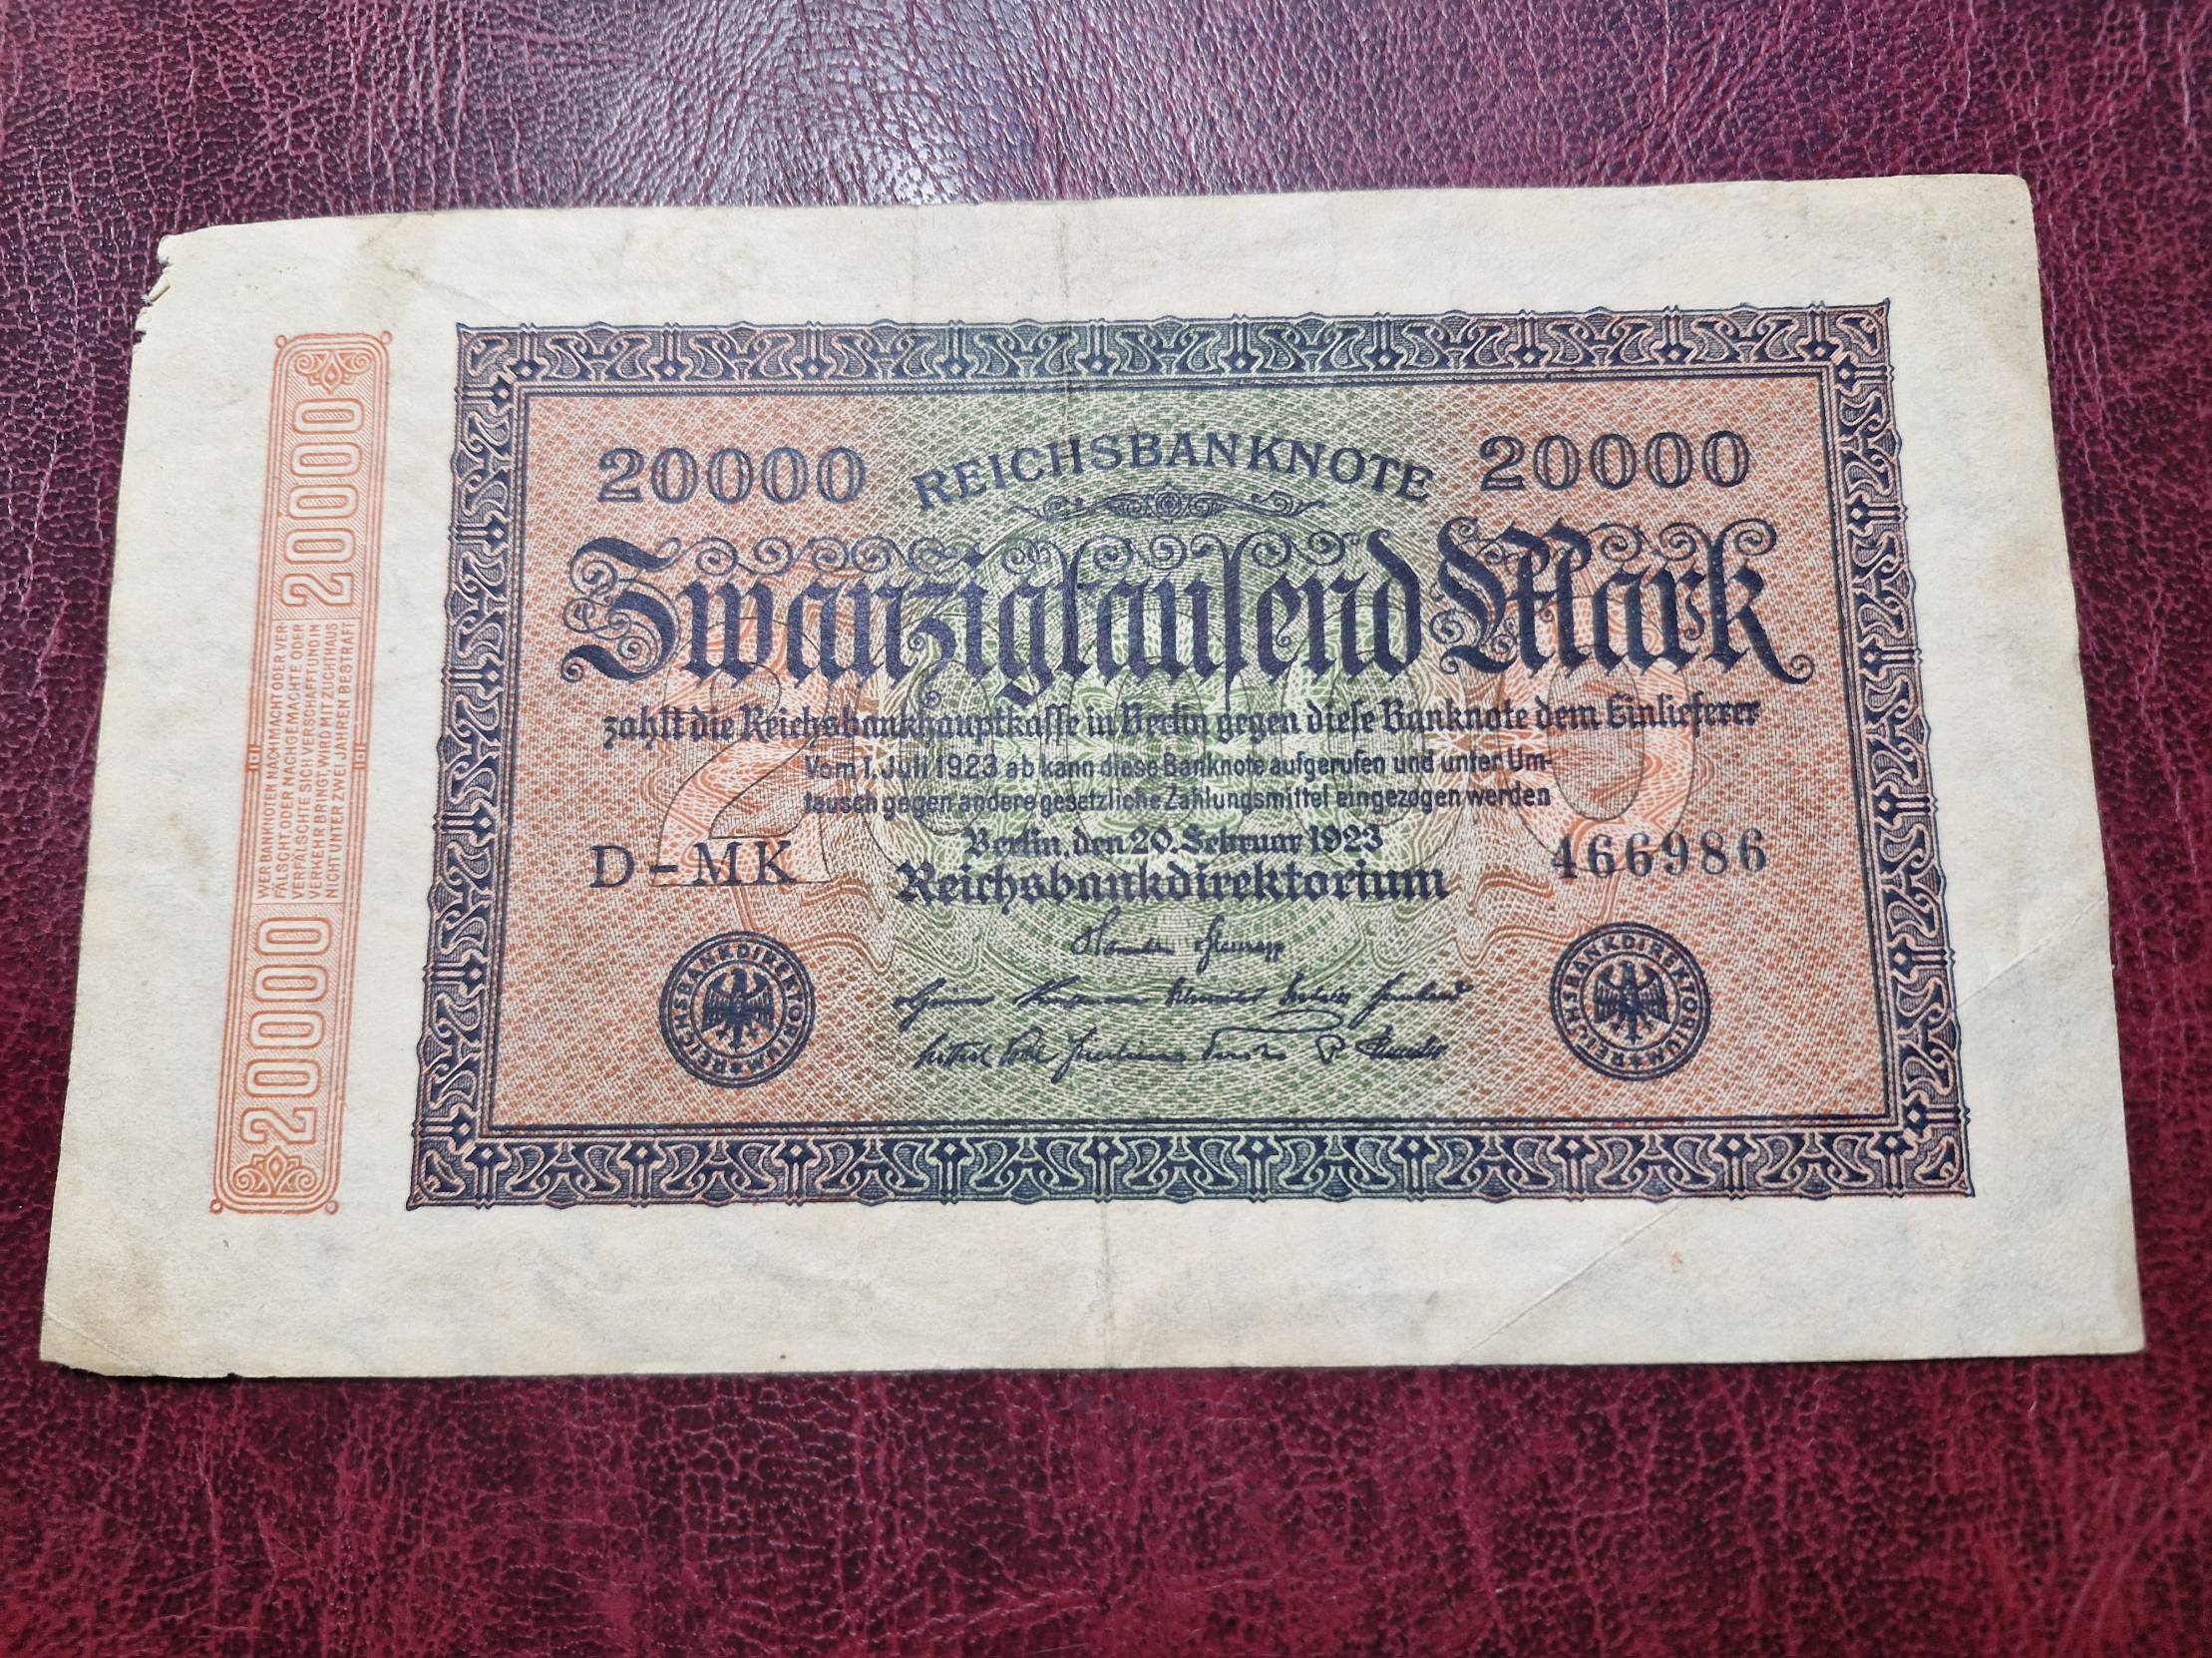 20000 REICHSBANKNOTE 20000
Zwanzigtausend Mark
zahlt die Reichsbankhauptkasse in Berlin gegen diese Banknote dem Einlieferer
Vom 1. Juli 1923 ab kann diese Banknote aufgerufen und unter Um-
tausch gegen andere gesetzliche Zahlungsmittel eingezogen werden
Berlin, den 20. Februar 1923
D-MK 466986
Reichsbankdirektorium
REICHSBANKDIREKTORIUM
REICHSBANKDIREKTORIUM
20000
WER BANKNOTEN NACHMACHT ODER VER-
FÄLSCHT, ODER NACHGEMACHTE ODER
VERFÄLSCHTE SICH VERSCHAFFT UND IN
VERKEHR BRINGT, WIRD MIT ZUCHTHAUS
NICHT UNTER ZWEI JAHREN BESTRAFT
20000
20000